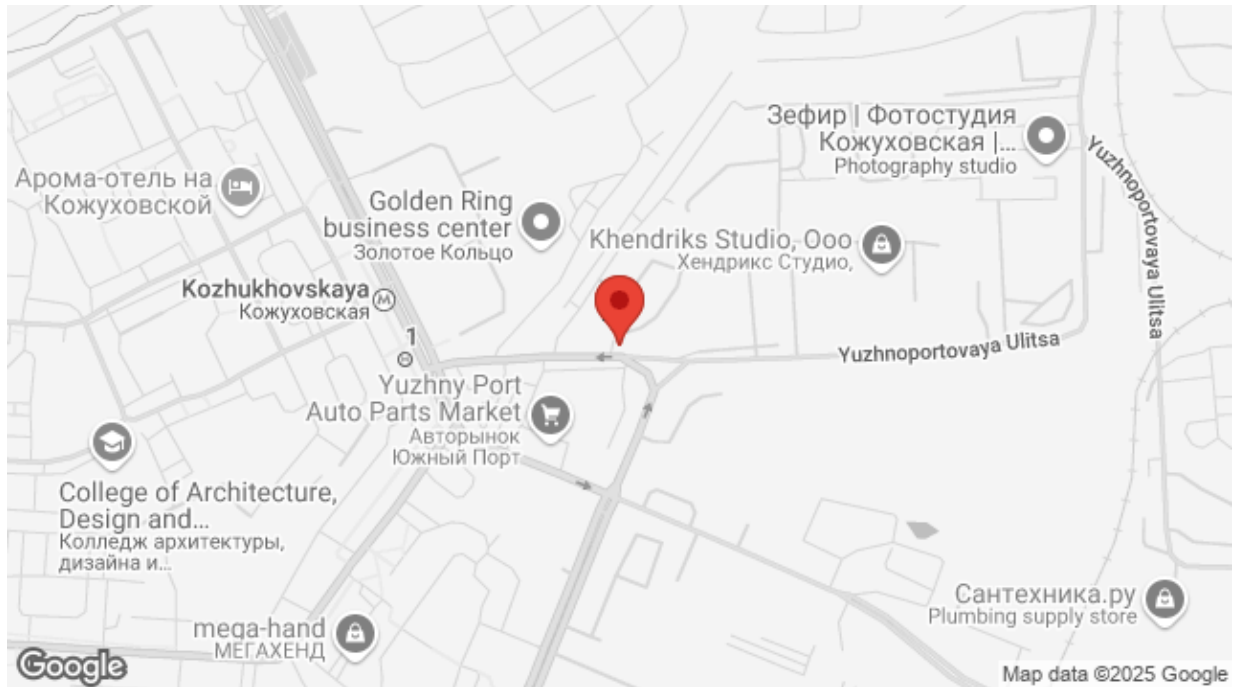 Зефир | Фотостудия
Кожуховская |...
Photography studio
Yuzhnoportovaya Ulitsa
Арома-отель на
Кожуховской
Golden Ring
business center
Золотое Кольцо
Khendriks Studio, Ooo
Хендрикс Студио,
Kozhukhovskaya
Кожуховская
M
1
Yuzhnoportovaya Ulitsa
Yuzhny Port
Auto Parts Market
Авторынок
Южный Порт
College of Architecture,
Design and...
Колледж архитектуры,
дизайна и...
mega-hand
МЕГАХЕНД
Сантехника.ру
Plumbing supply store
Google
Map data ©2025 Google